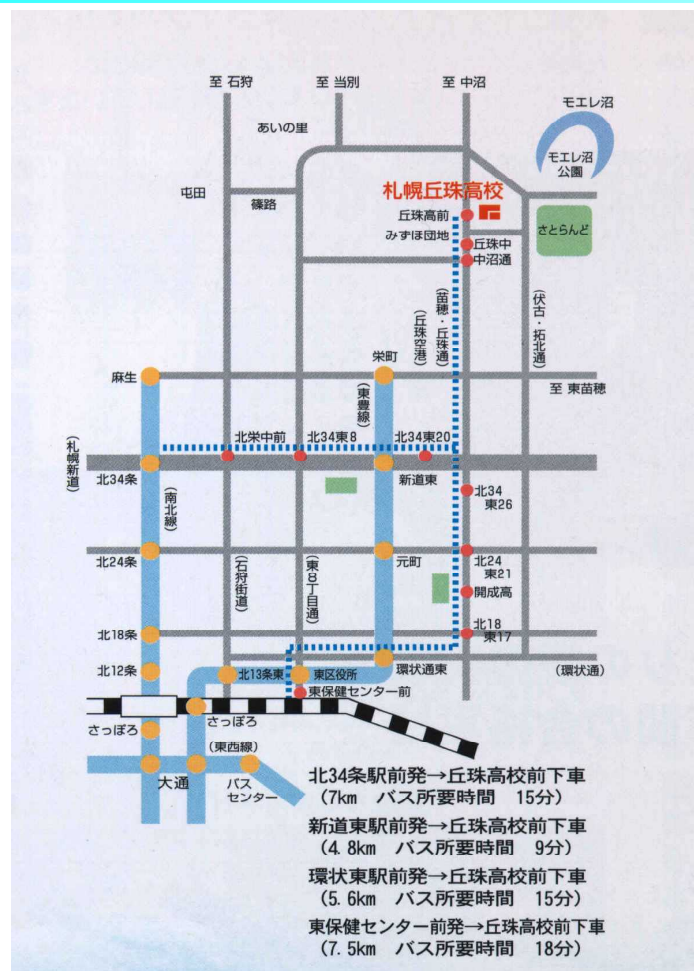 至 石狩
至 当別
至 中沼
モエレ沼
あいの里
モエレ沼
公園
屯田
篠路
札幌丘珠高校
丘珠高前
みずほ団地
さとらんど
丘珠中
中沼通
(苗穂・丘珠通)
(丘珠空港)
(伏古・拓北通)
麻生
栄町
(東豊線)
至 東苗穂
(札幌新道)
北栄中前
北34東8
北34東20
北34条
新道東
(南北線)
北34
東26
北24条
元町
北24
東21
(石狩街道)
(東8丁目通)
開成高
北18条
北18
東17
北12条
北13条東
東区役所
環状通東
(環状通)
東保健センター前
さっぽろ
さっぽろ
(東西線)
大通
バス
センター
北34条駅前発→丘珠高校前下車
(7km バス所要時間 15分)
新道東駅前発→丘珠高校前下車
(4.8km バス所要時間 9分)
環状東駅前発→丘珠高校前下車
(5.6km バス所要時間 15分)
東保健センター前発→丘珠高校前下車
(7.5km バス所要時間 18分)